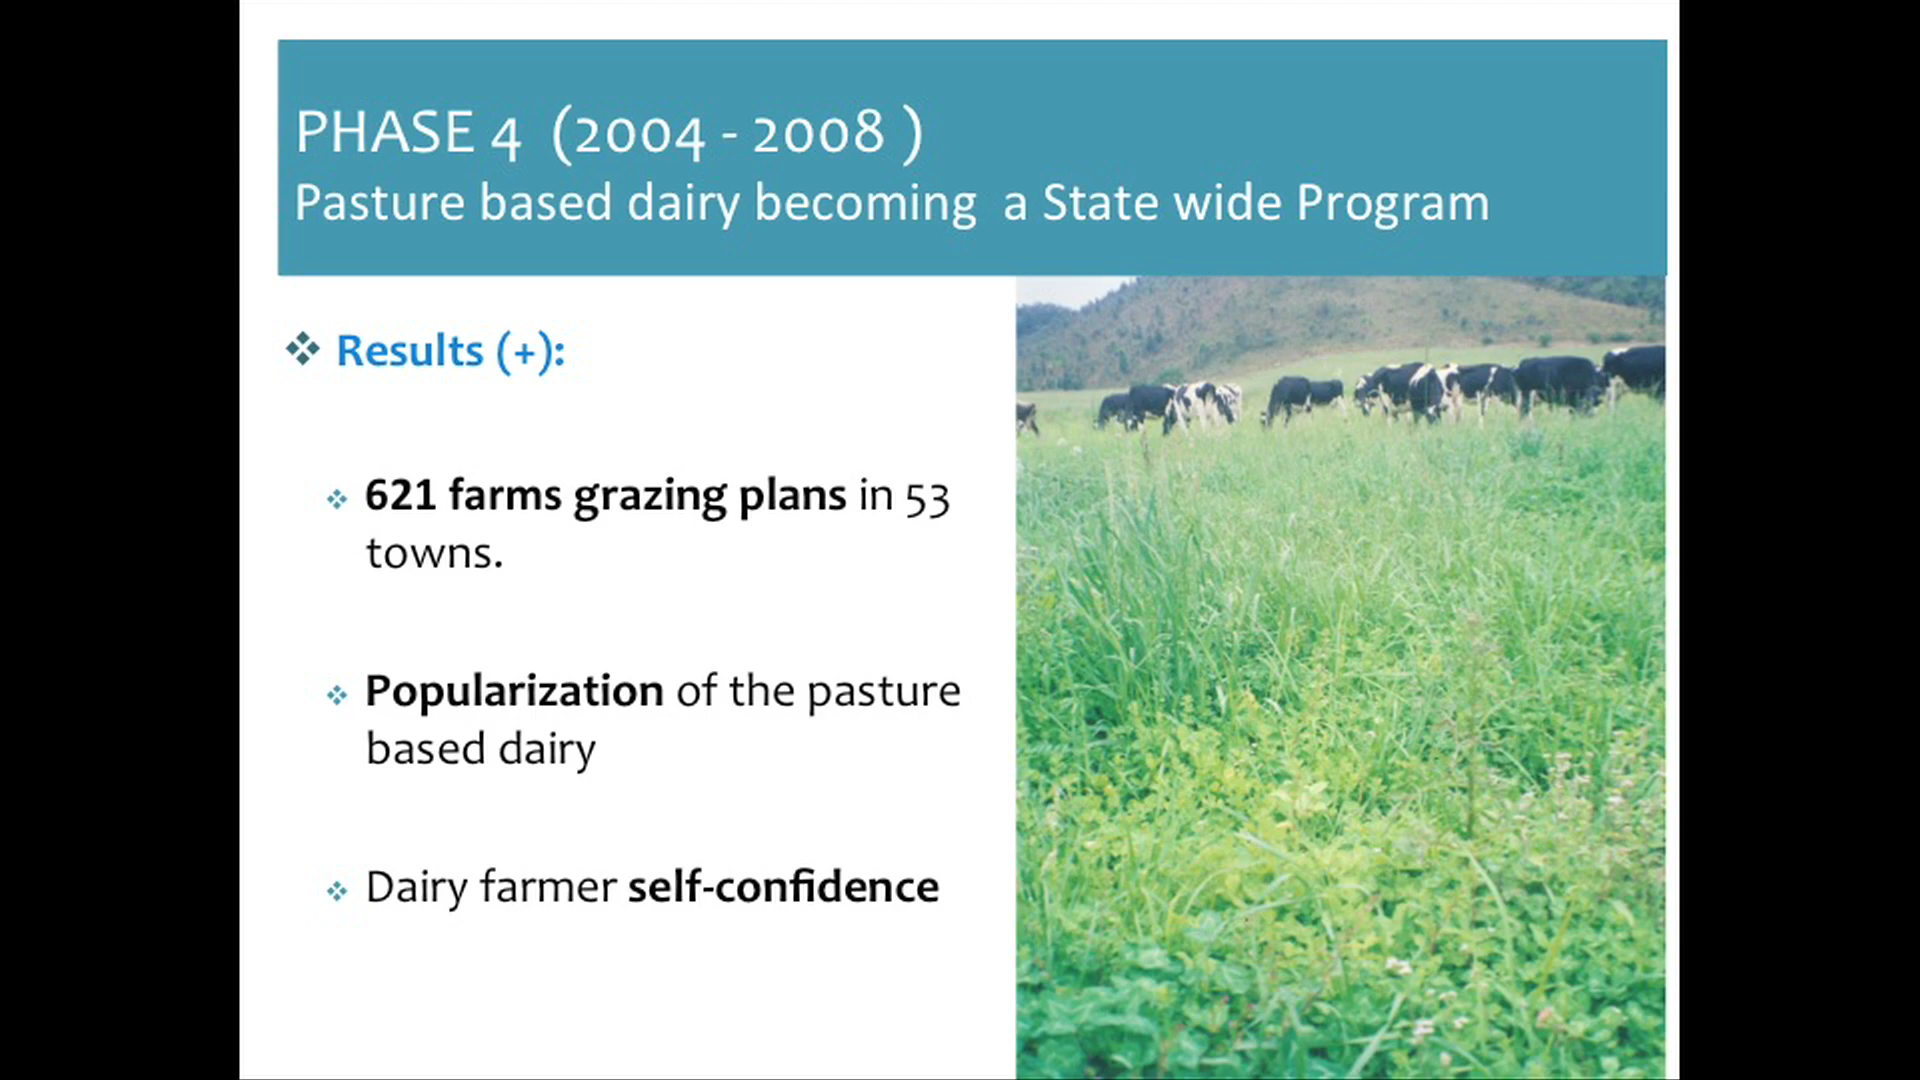 PHASE 4 (2004 - 2008 )
Pasture based dairy becoming a State wide Program
Results (+):
621 farms grazing plans in 53
towns.
Popularization of the pasture
based dairy
Dairy farmer self-confidence